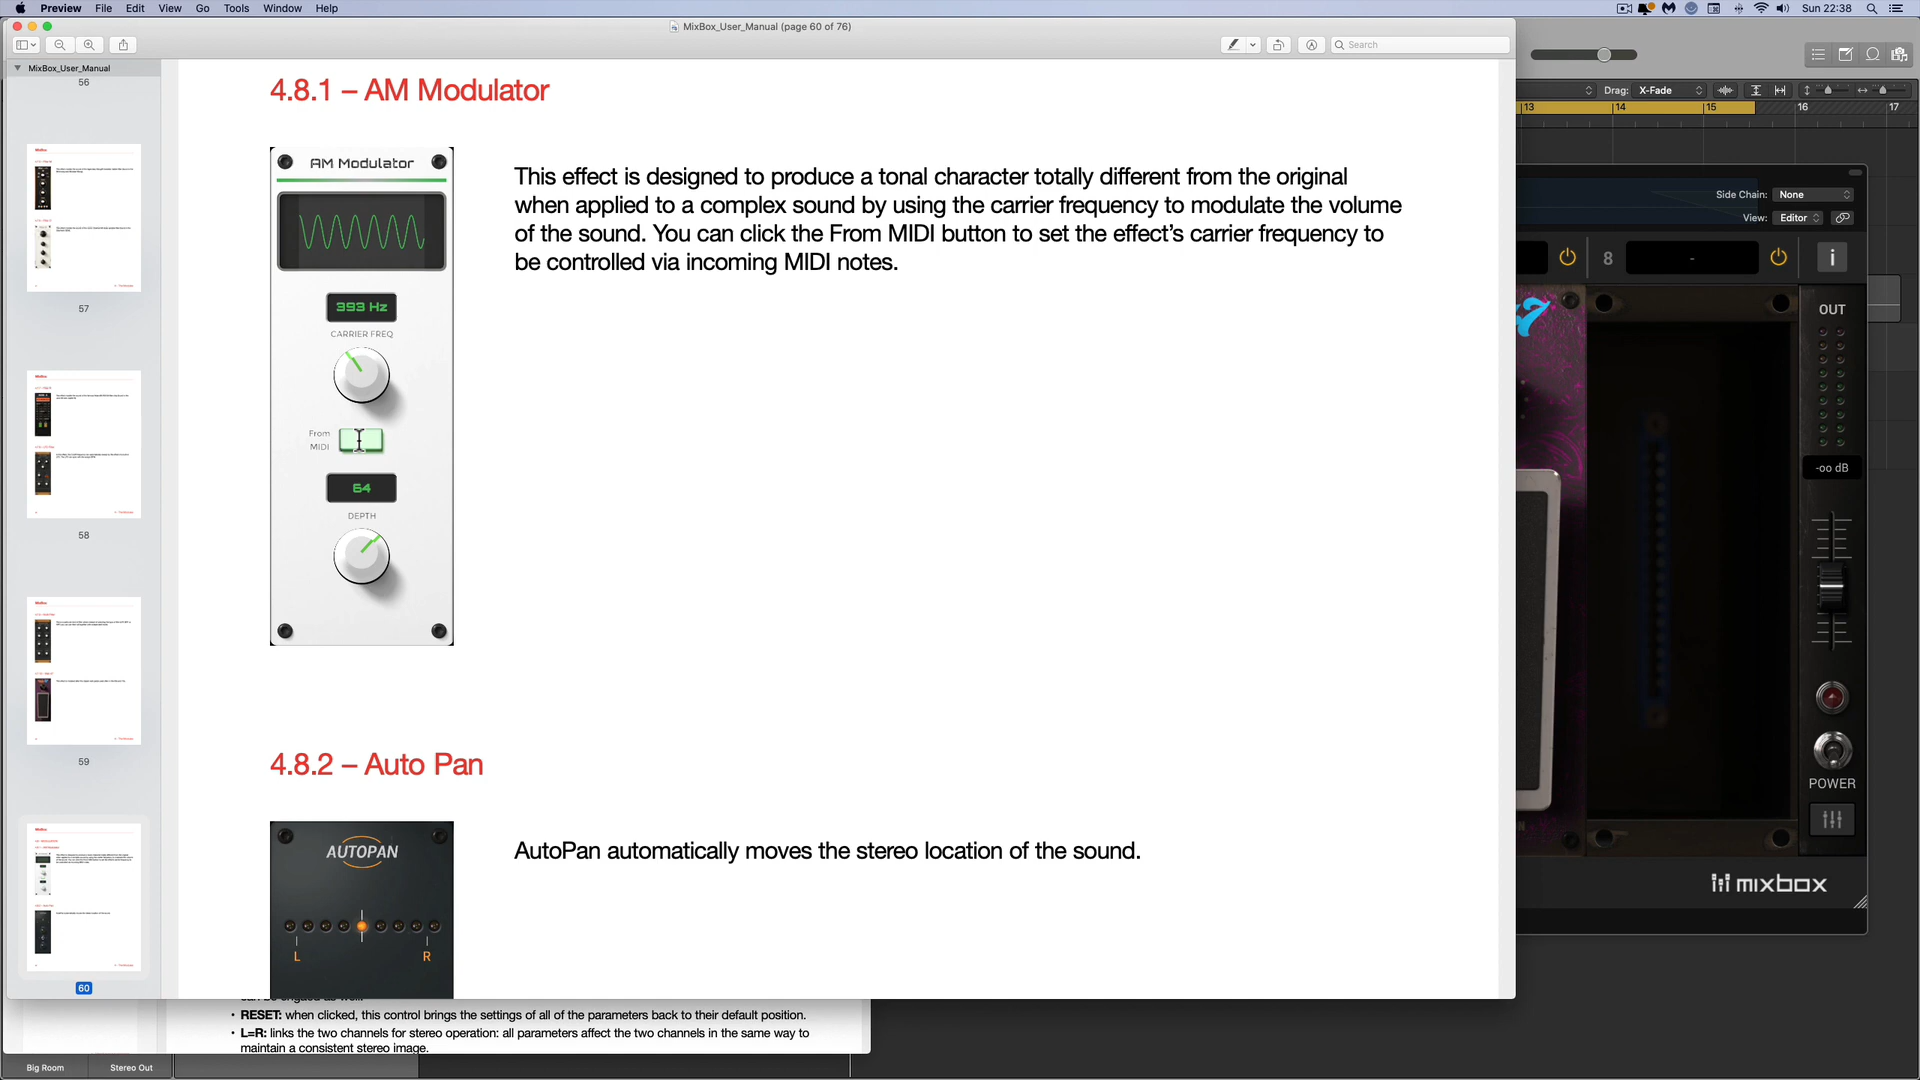 Preview File Edit View Go Tools Window Help
Sun 22:38
MixBox_User_Manual (page 60 of 76)
Search
MixBox_User_Manual
56
57
58
59
60
4.8.1 – AM Modulator
AM Modulator
393 Hz
CARRIER FREQ
From
MIDI
64
DEPTH
This effect is designed to produce a tonal character totally different from the original
when applied to a complex sound by using the carrier frequency to modulate the volume
of the sound. You can click the From MIDI button to set the effect's carrier frequency to
be controlled via incoming MIDI notes.
4.8.2 – Auto Pan
AUTOPAN
L R
AutoPan automatically moves the stereo location of the sound.
• RESET: when clicked, this control brings the settings of all of the parameters back to their default position.
• L=R: links the two channels for stereo operation: all parameters affect the two channels in the same way to
maintain a consistent stereo image.
Big Room Stereo Out
Drag: X-Fade
13 14 15 16 17
Side Chain: None
View: Editor
8 - i
OUT
-oo dB
POWER
mixbox